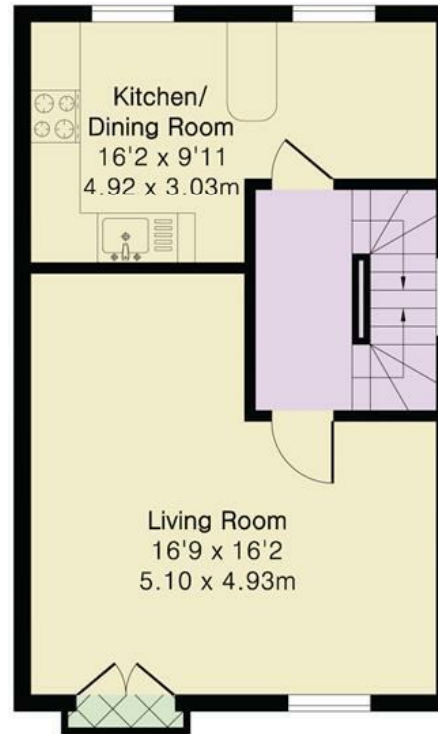 Kitchen/
Dining Room
16'2 x 9'11
4.92 x 3.03m
Living Room
16'9 x 16'2
5.10 x 4.93m